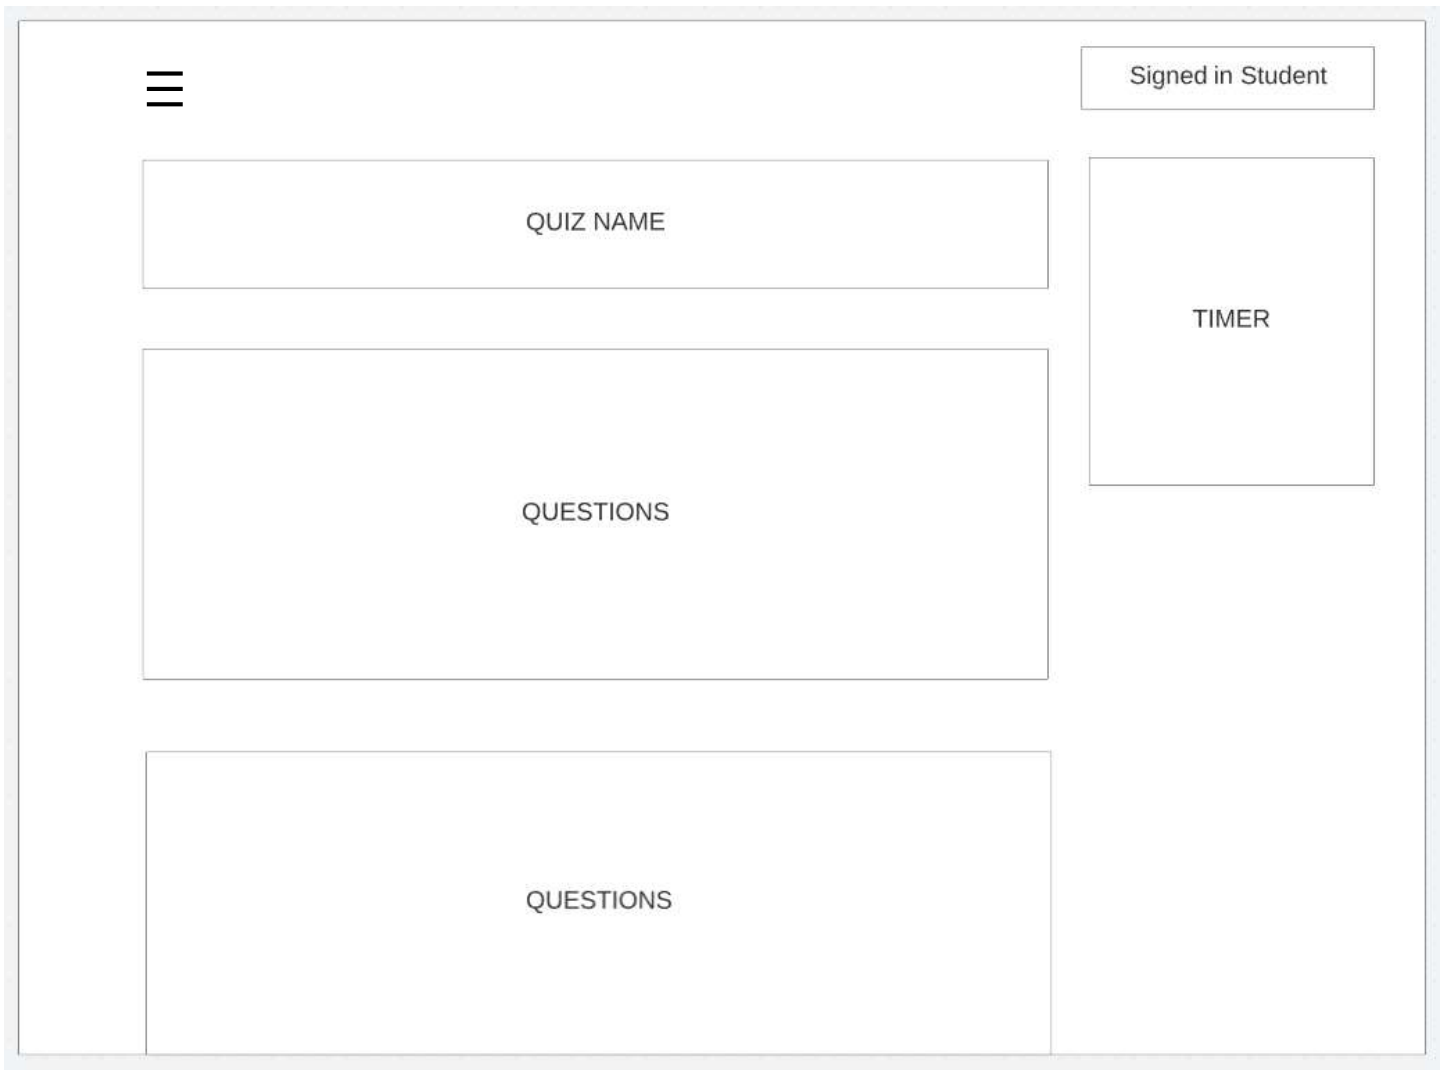 Signed in Student
QUIZ NAME
TIMER
QUESTIONS
QUESTIONS